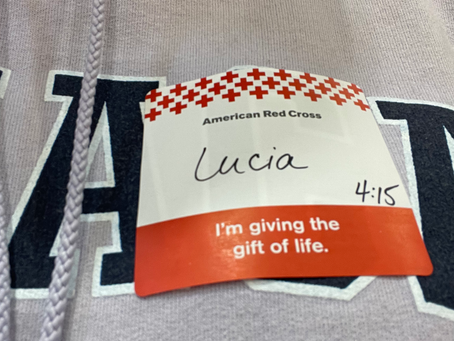 American Red Cross
Lucia
4:15
I'm giving the
gift of life.